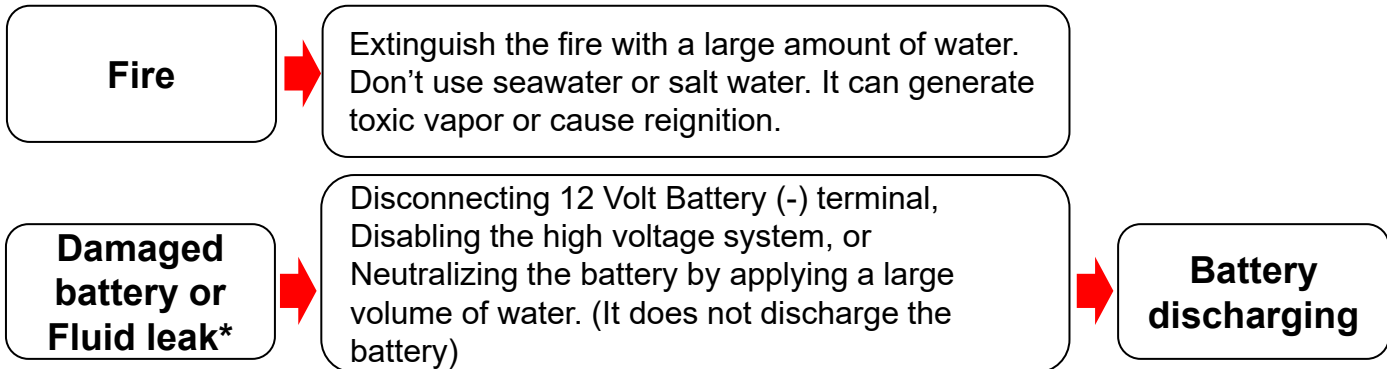 Fire
Extinguish the fire with a large amount of water.
Don’t use seawater or salt water. It can generate
toxic vapor or cause reignition.
Damaged
battery or
Fluid leak*
Disconnecting 12 Volt Battery (-) terminal,
Disabling the high voltage system, or
Neutralizing the battery by applying a large
volume of water. (It does not discharge the
battery)
Battery
discharging